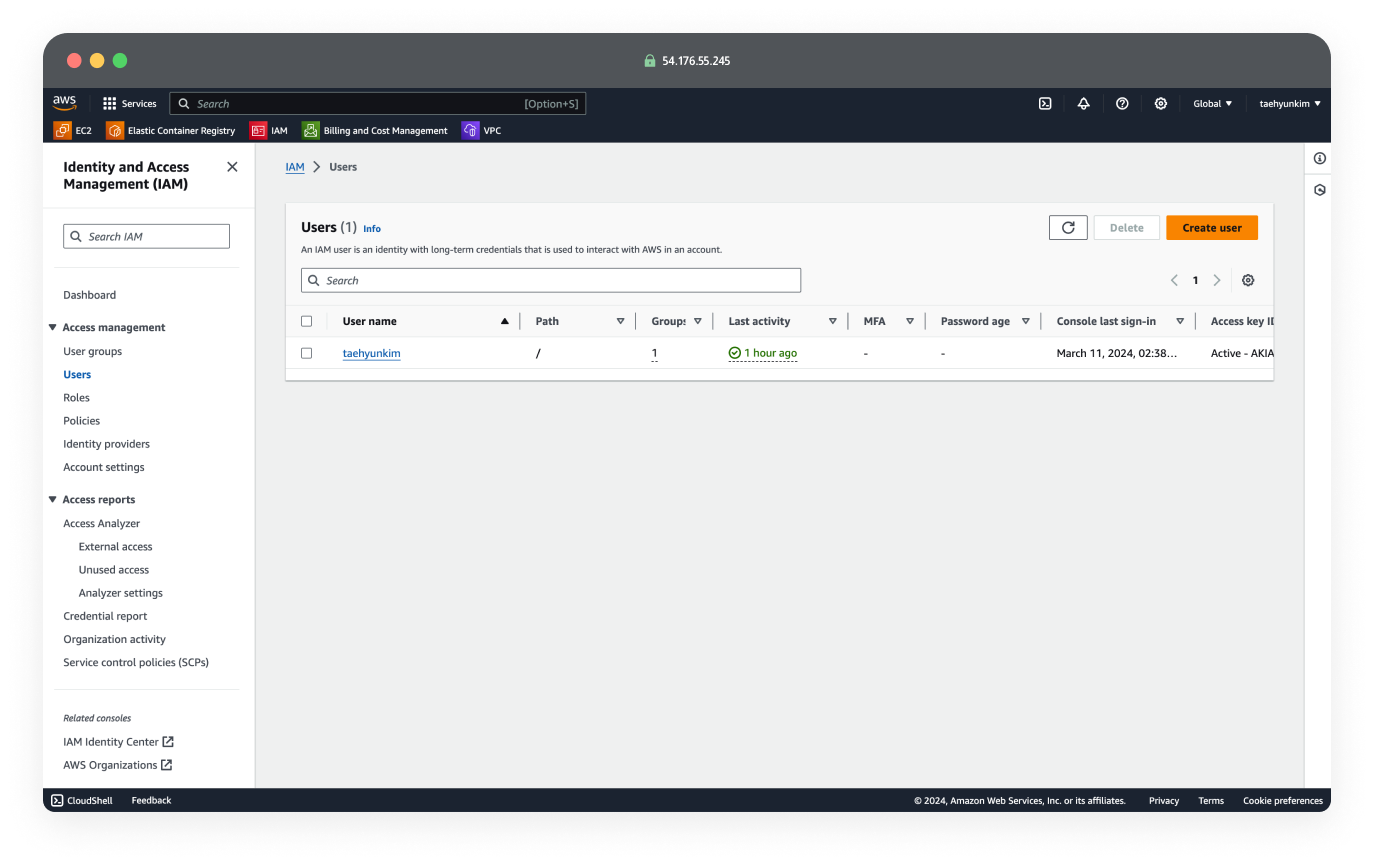 54.176.55.245
aws Services Search [Option+S] Global taehyunkim
EC2 Elastic Container Registry IAM Billing and Cost Management VPC
Identity and Access
Management (IAM)
Search IAM
Dashboard
Access management
User groups
Users
Roles
Policies
Identity providers
Account settings
Access reports
Access Analyzer
External access
Unused access
Analyzer settings
Credential report
Organization activity
Service control policies (SCPs)
Related consoles
IAM Identity Center
AWS Organizations
IAM > Users
Users (1) Info
Delete Create user
An IAM user is an identity with long-term credentials that is used to interact with AWS in an account.
Search
1
User name Path Groups Last activity MFA Password age Console last sign-in Access key ID
taehyunkim / 1 1 hour ago - - March 11, 2024, 02:38... Active - AKIA
CloudShell Feedback © 2024, Amazon Web Services, Inc. or its affiliates. Privacy Terms Cookie preferences